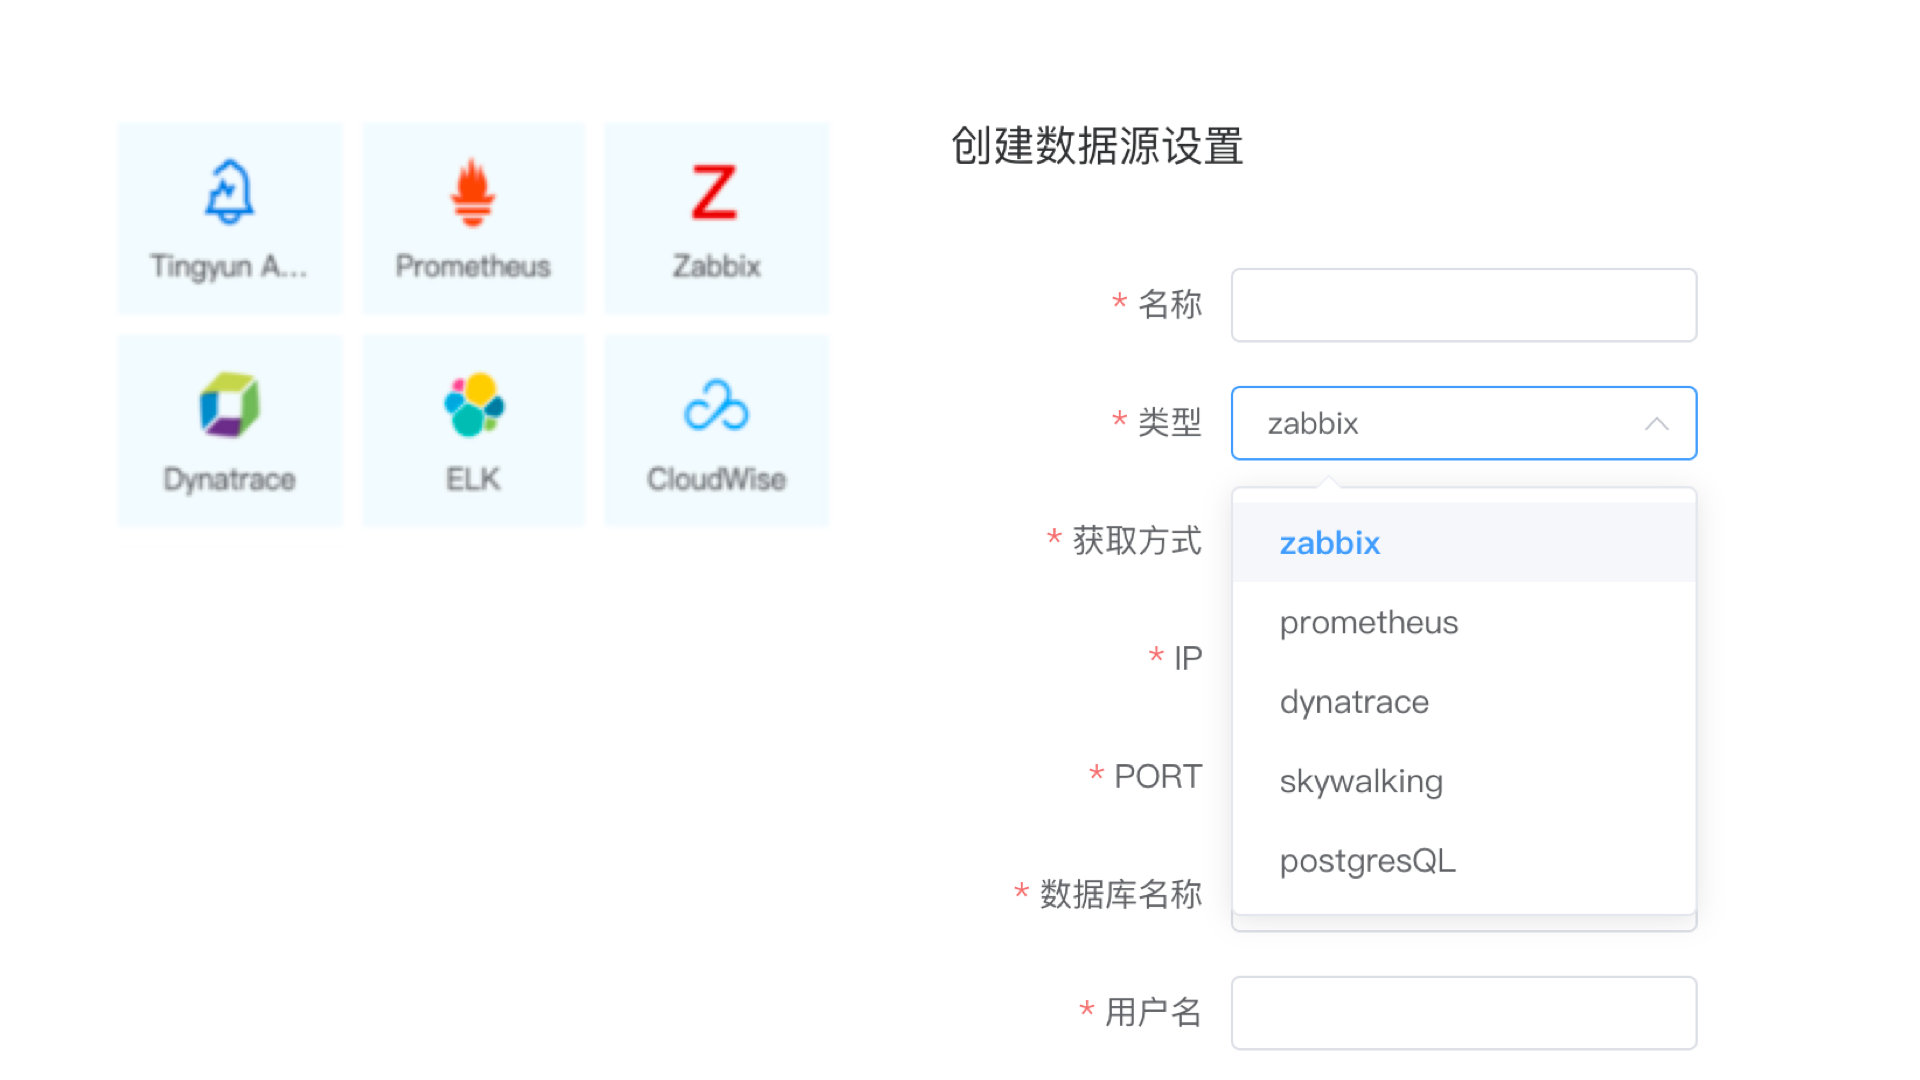 Tingyun A...
Prometheus
Zabbix
Dynatrace
ELK
CloudWise
创建数据源设置
* 名称
* 类型
zabbix
* 获取方式
zabbix
prometheus
* IP
dynatrace
* PORT
skywalking
postgresQL
* 数据库名称
* 用户名